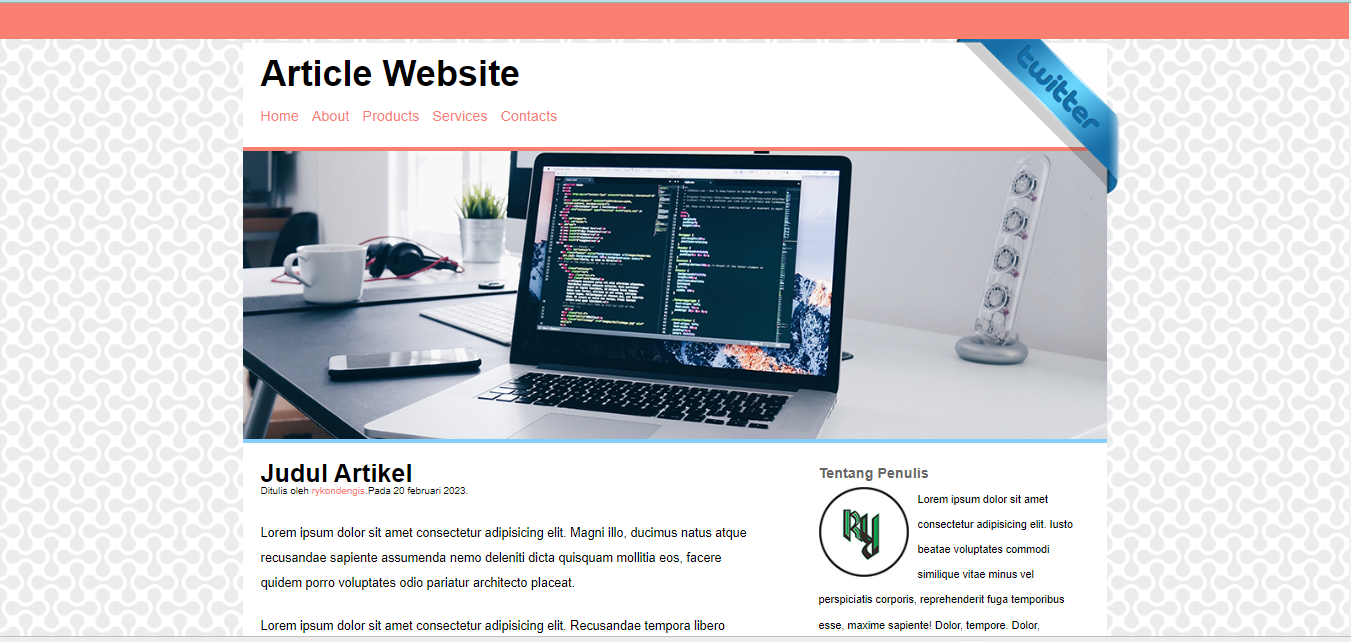 Article Website
twitter
Home About Products Services Contacts
Judul Artikel
Ditulis oleh rykondengis.Pada 20 februari 2023.
Lorem ipsum dolor sit amet consectetur adipisicing elit. Magni illo, ducimus natus atque
recusandae sapiente assumenda nemo deleniti dicta quisquam mollitia eos, facere
quidem porro voluptates odio pariatur architecto placeat.
Lorem ipsum dolor sit amet consectetur adipisicing elit. Recusandae tempora libero
Tentang Penulis
RY
Lorem ipsum dolor sit amet
consectetur adipisicing elit. Iusto
beatae voluptates commodi
similique vitae minus vel
perspiciatis corporis, reprehenderit fuga temporibus
esse, maxime sapiente! Dolor, tempore. Dolor,